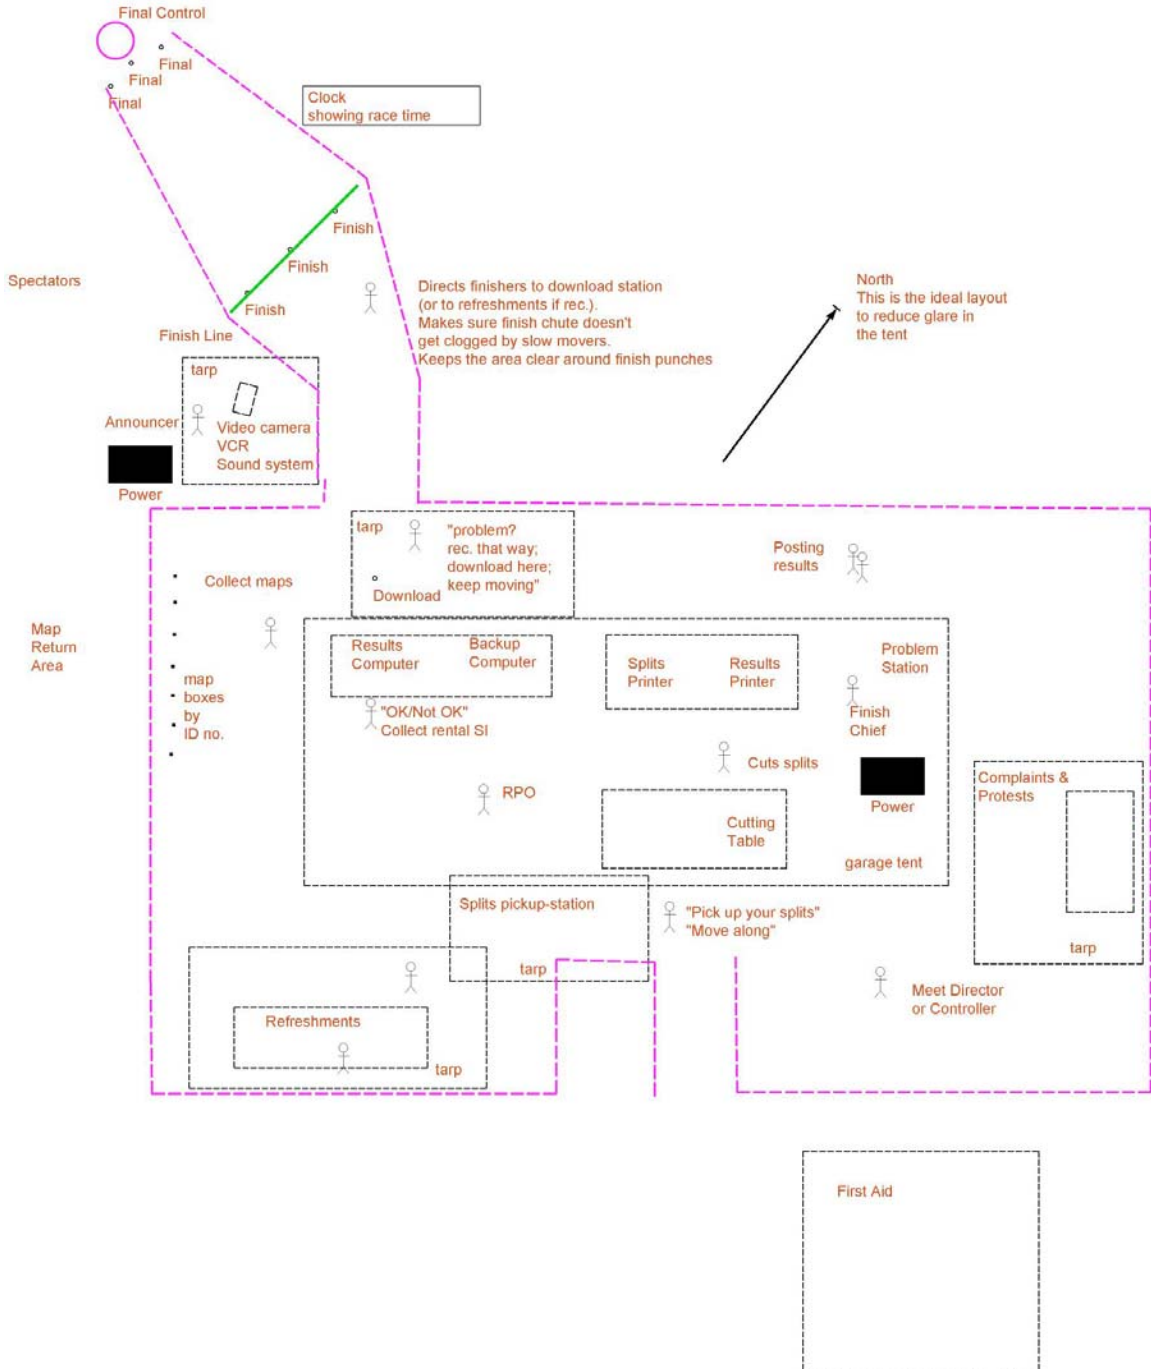 Final Control
Final
Final
Final
Clock
showing race time
Finish
Finish
Finish
Spectators
Directs finishers to download station
(or to refreshments if rec.).
Makes sure finish chute doesn't
get clogged by slow movers.
Keeps the area clear around finish punches
North
This is the ideal layout
to reduce glare in
the tent
Finish Line
tarp
Announcer
Video camera
VCR
Sound system
Power
tarp
"problem?
rec. that way;
download here;
keep moving"
Download
Posting
results
Collect maps
Map
Return
Area
map
boxes
by
ID no.
Results
Computer
Backup
Computer
Splits
Printer
Results
Printer
Problem
Station
"OK/Not OK"
Collect rental SI
Finish
Chief
Cuts splits
RPO
Power
Cutting
Table
garage tent
Complaints &
Protests
tarp
Splits pickup-station
tarp
"Pick up your splits"
"Move along"
Meet Director
or Controller
Refreshments
tarp
First Aid